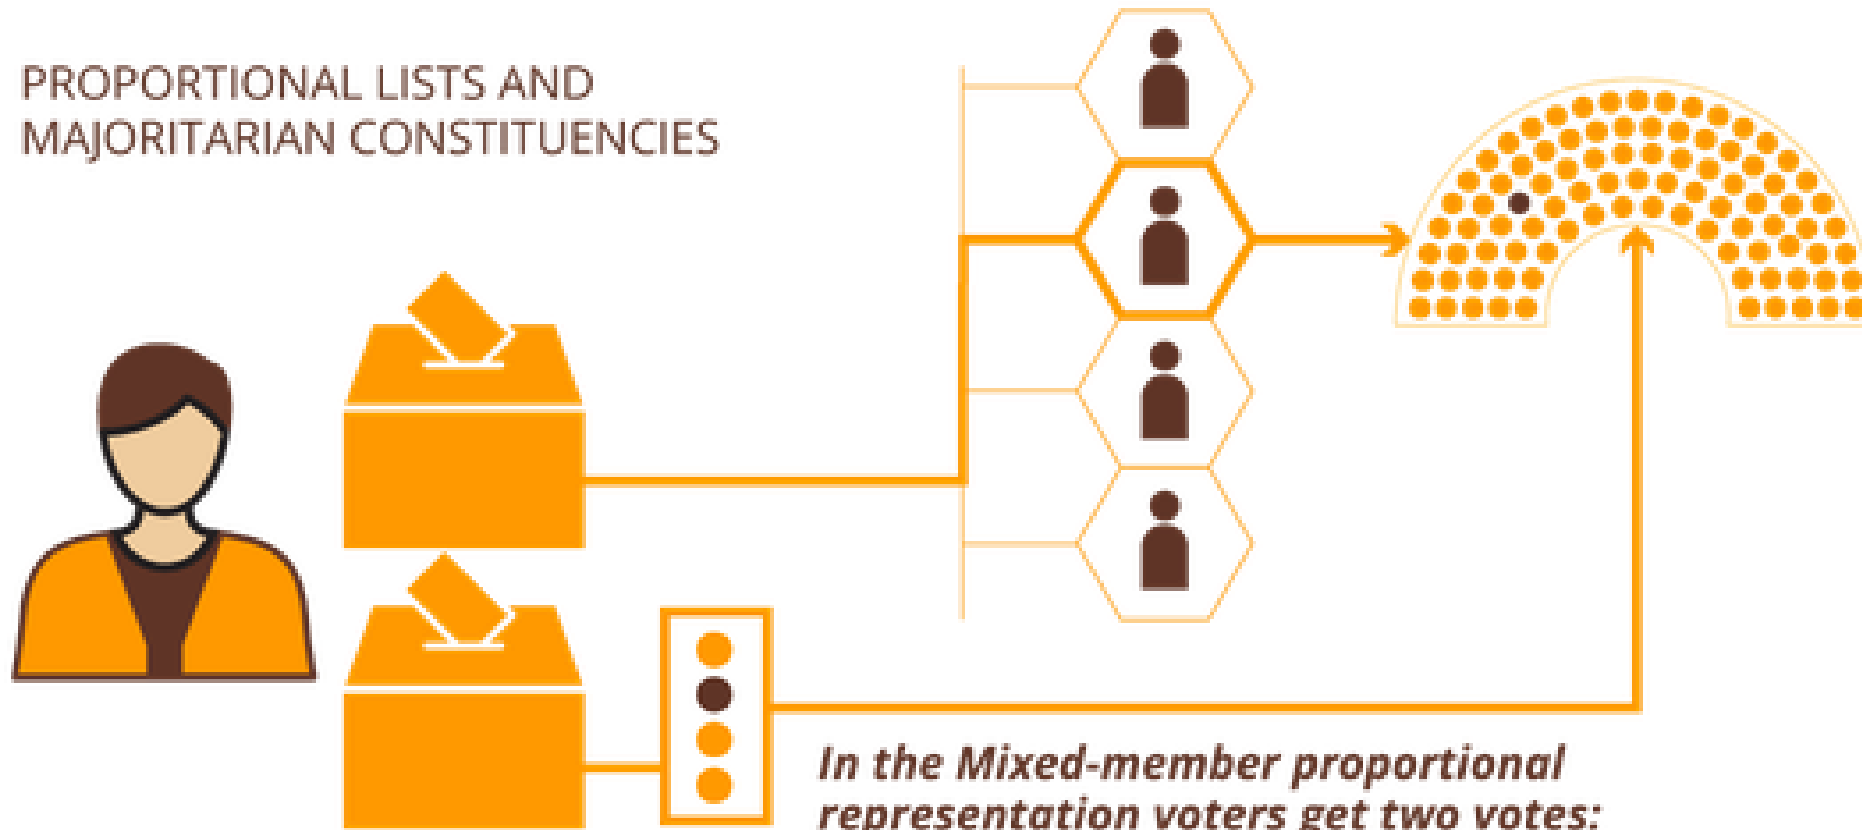 PROPORTIONAL LISTS AND
MAJORITARIAN CONSTITUENCIES
In the Mixed-member proportional
representation voters get two votes: